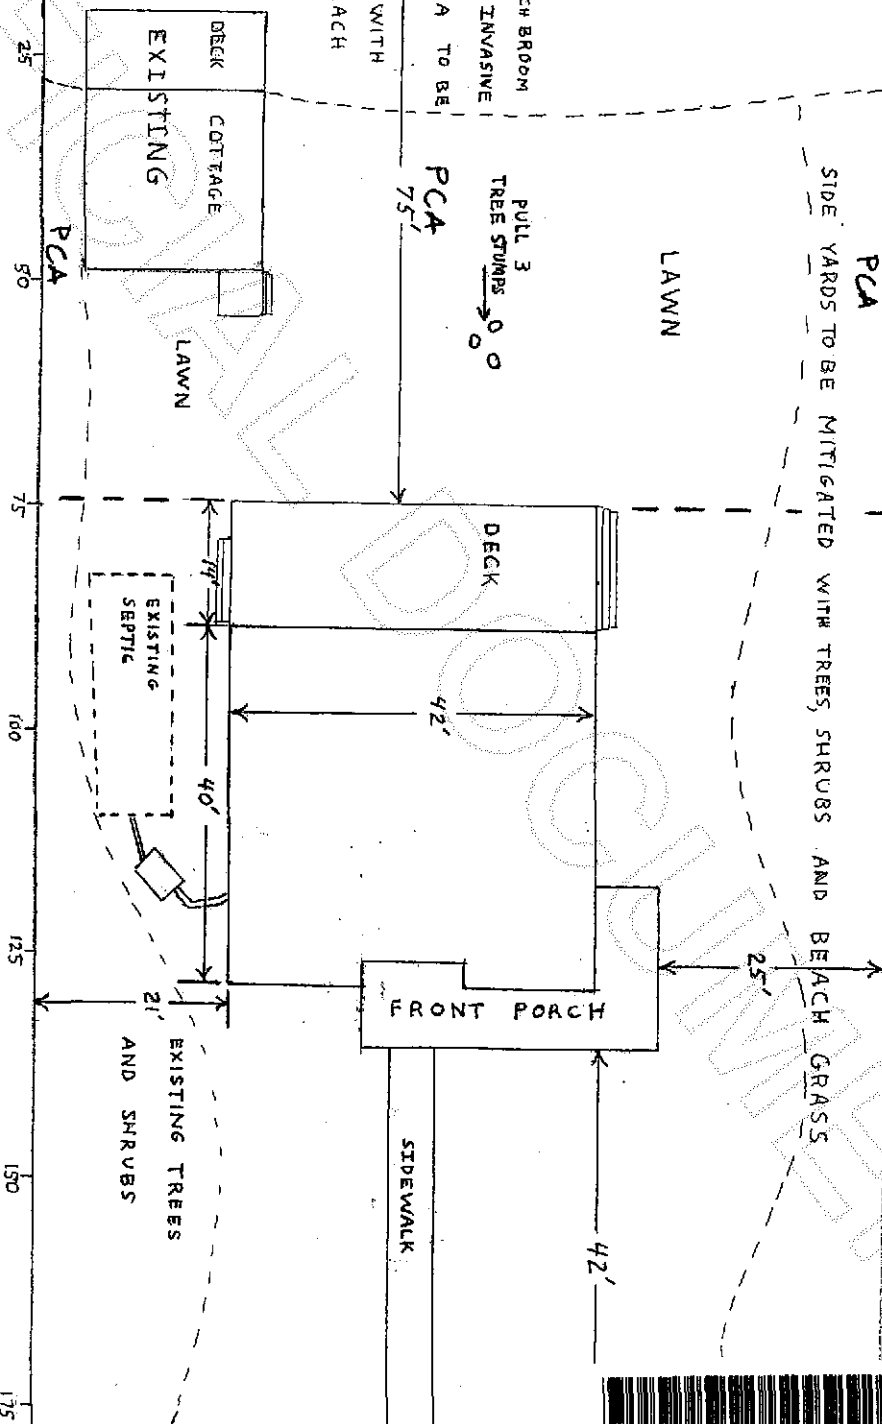 CH BROOM
INVASIVE
A TO BE
WITH
ACH
DECK
COTTAGE
EXISTING
PCA
PCA
75'
PULL 3
TREE STUMPS
LAWN
PCA
SIDE YARDS TO BE MITIGATED WITH TREES, SHRUBS AND BEACH GRASS
LAWN
DECK
14'
EXISTING
SEPTIC
42'
40'
25'
FRONT PORCH
21'
EXISTING TREES
AND SHRUBS
SIDEWALK
42'
25
50
75
100
125
150
175